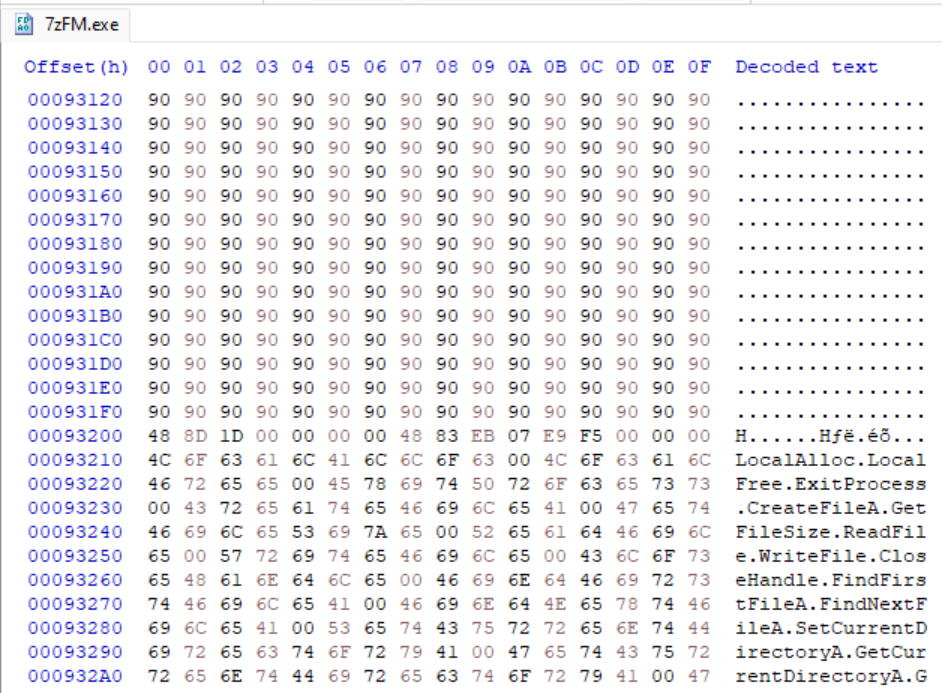 7zFM.exe
Offset(h) 00 01 02 03 04 05 06 07 08 09 0A 0B 0C 0D 0E 0F Decoded text
00093120 90 90 90 90 90 90 90 90 90 90 90 90 90 90 90 90 ................
00093130 90 90 90 90 90 90 90 90 90 90 90 90 90 90 90 90 ................
00093140 90 90 90 90 90 90 90 90 90 90 90 90 90 90 90 90 ................
00093150 90 90 90 90 90 90 90 90 90 90 90 90 90 90 90 90 ................
00093160 90 90 90 90 90 90 90 90 90 90 90 90 90 90 90 90 ................
00093170 90 90 90 90 90 90 90 90 90 90 90 90 90 90 90 90 ................
00093180 90 90 90 90 90 90 90 90 90 90 90 90 90 90 90 90 ................
00093190 90 90 90 90 90 90 90 90 90 90 90 90 90 90 90 90 ................
000931A0 90 90 90 90 90 90 90 90 90 90 90 90 90 90 90 90 ................
000931B0 90 90 90 90 90 90 90 90 90 90 90 90 90 90 90 90 ................
000931C0 90 90 90 90 90 90 90 90 90 90 90 90 90 90 90 90 ................
000931D0 90 90 90 90 90 90 90 90 90 90 90 90 90 90 90 90 ................
000931E0 90 90 90 90 90 90 90 90 90 90 90 90 90 90 90 90 ................
000931F0 90 90 90 90 90 90 90 90 90 90 90 90 90 90 90 90 ................
00093200 48 8D 1D 00 00 00 00 48 83 EB 07 E9 F5 00 00 00 H......Hƒë.éõ...
00093210 4C 6F 63 61 6C 41 6C 6C 6F 63 00 4C 6F 63 61 6C LocalAlloc.Local
00093220 46 72 65 65 00 45 78 69 74 50 72 6F 63 65 73 73 Free.ExitProcess
00093230 00 43 72 65 61 74 65 46 69 6C 65 41 00 47 65 74 .CreateFileA.Get
00093240 46 69 6C 65 53 69 7A 65 00 52 65 61 64 46 69 6C FileSize.ReadFil
00093250 65 00 57 72 69 74 65 46 69 6C 65 00 43 6C 6F 73 e.WriteFile.Clos
00093260 65 48 61 6E 64 6C 65 00 46 69 6E 64 46 69 72 73 eHandle.FindFirs
00093270 74 46 69 6C 65 41 00 46 69 6E 64 4E 65 78 74 46 tFileA.FindNextF
00093280 69 6C 65 41 00 53 65 74 43 75 72 72 65 6E 74 44 ileA.SetCurrentD
00093290 69 72 65 63 74 6F 72 79 41 00 47 65 74 43 75 72 irectoryA.GetCur
000932A0 72 65 6E 74 44 69 72 65 63 74 6F 72 79 41 00 47 rentDirectoryA.G